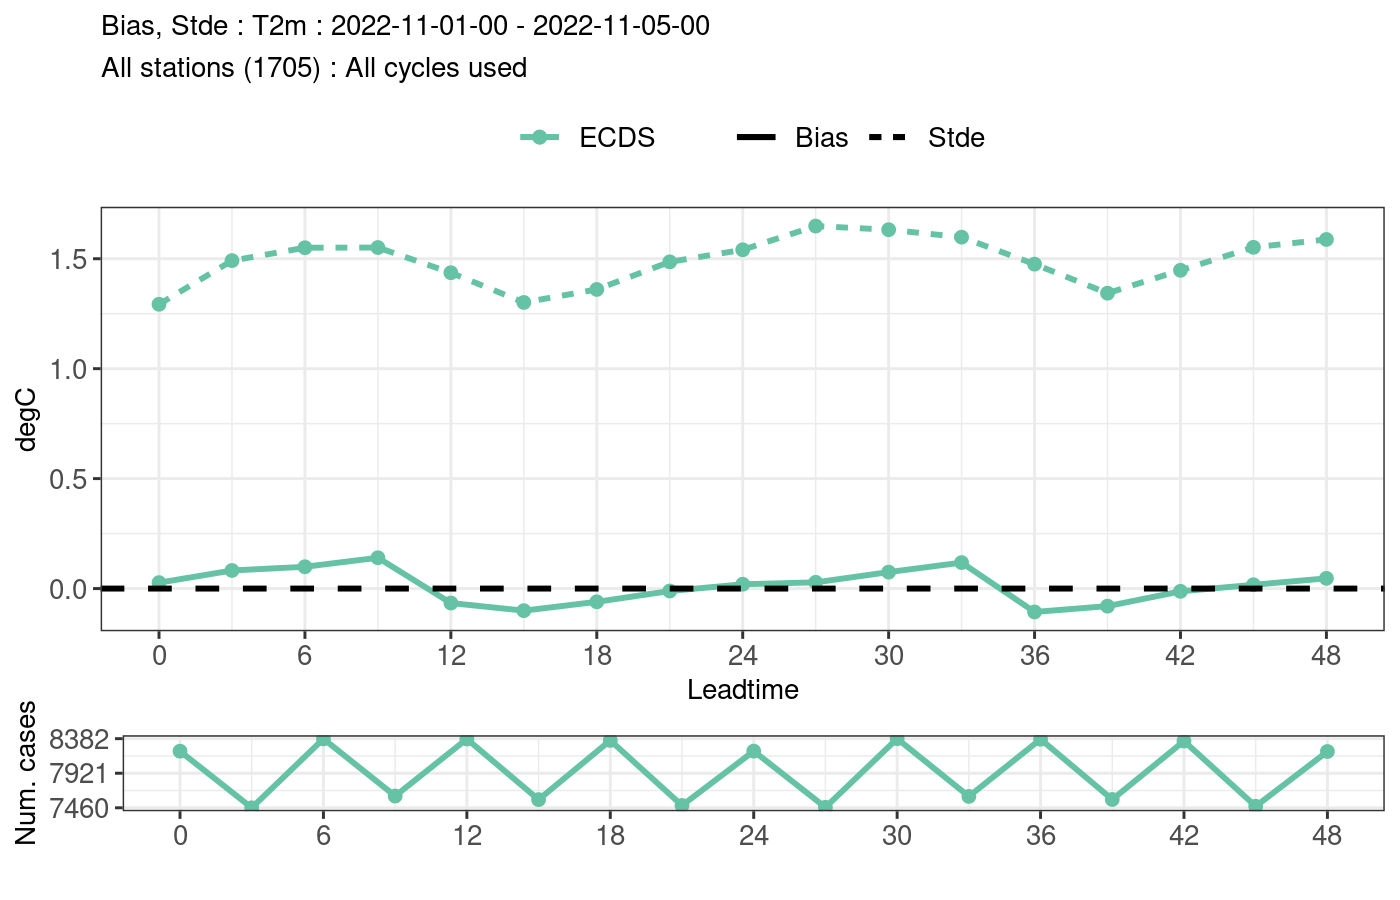 Bias, Stde : T2m : 2022-11-01-00 - 2022-11-05-00
All stations (1705) : All cycles used
ECDS Bias Stde
degC
1.5
1.0
0.5
0.0
0 6 12 18 24 30 36 42 48
Leadtime
Num. cases
8382
7921
7460
0 6 12 18 24 30 36 42 48